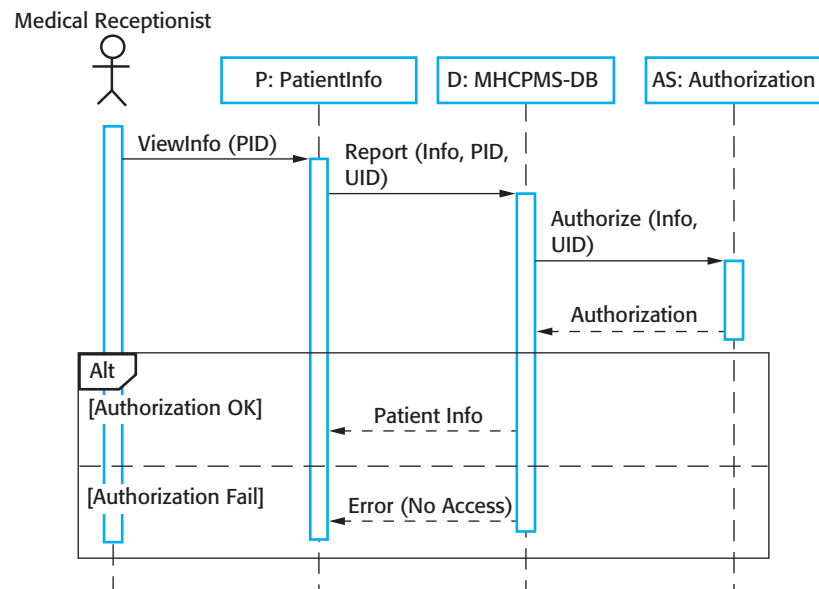 Medical Receptionist
P: PatientInfo
D: MHCPMS-DB
AS: Authorization
ViewInfo (PID)
Report (Info, PID,
UID)
Authorize (Info,
UID)
Authorization
Alt
[Authorization OK]
Patient Info
[Authorization Fail]
Error (No Access)